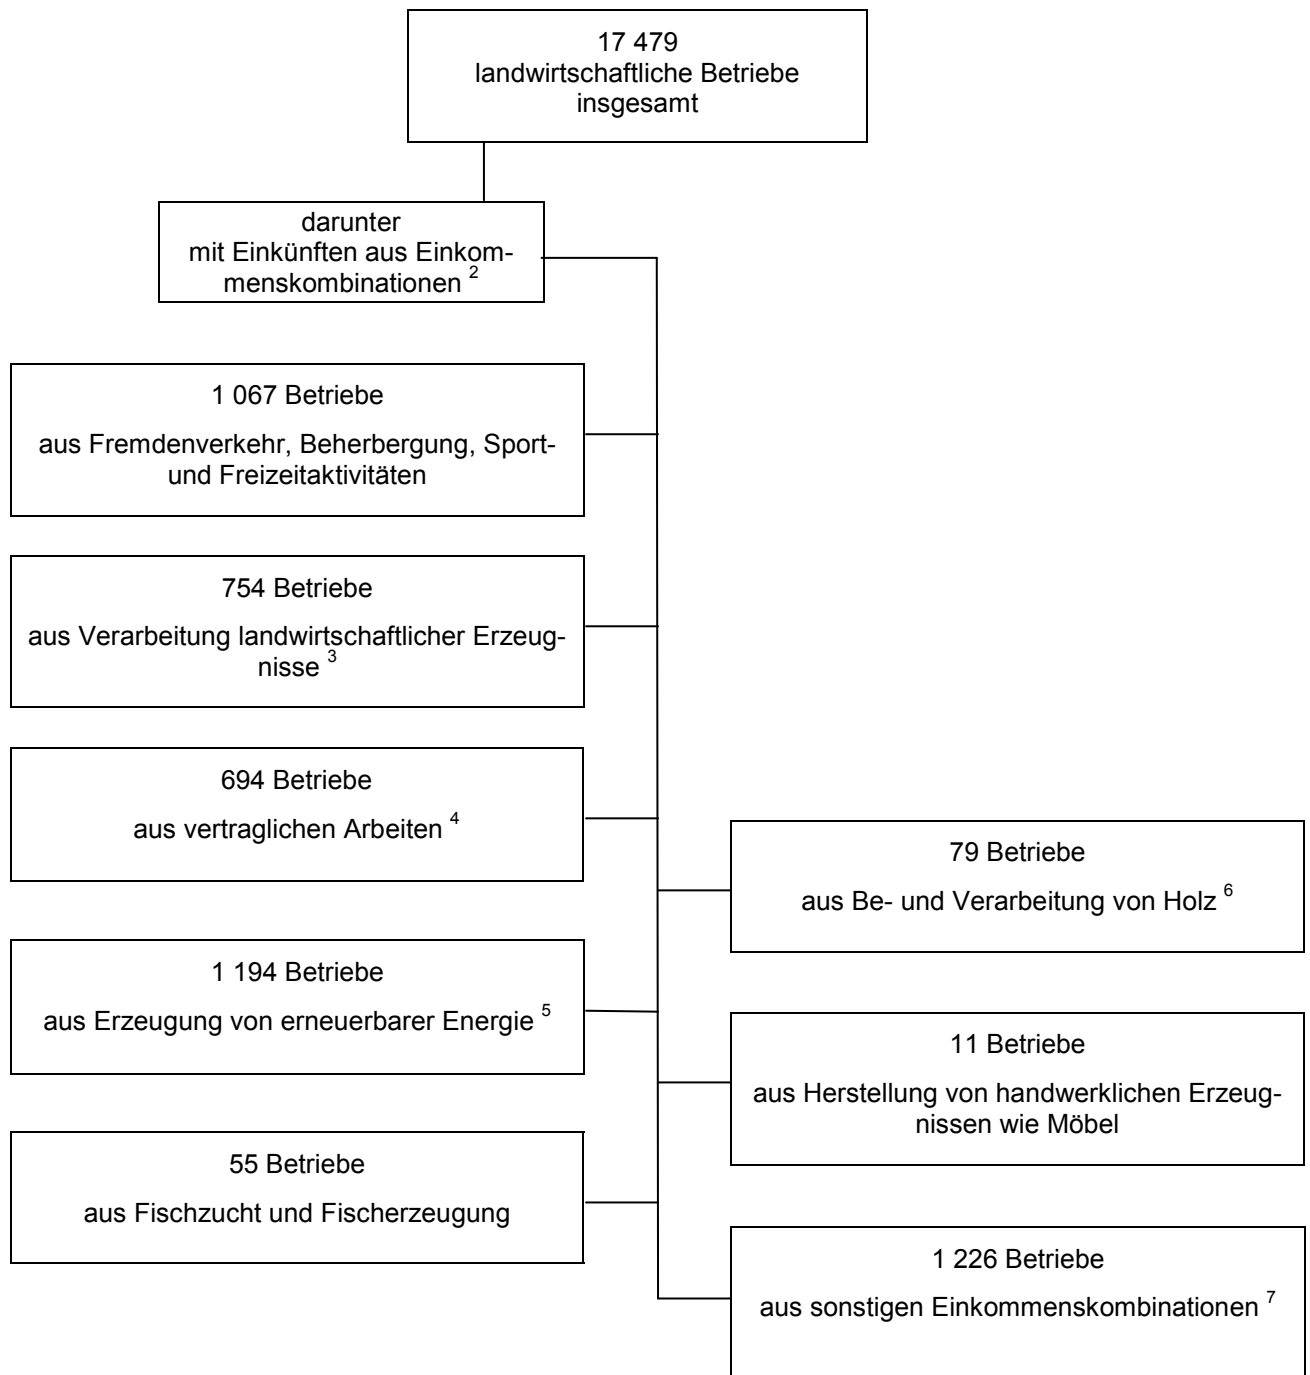 17 479
landwirtschaftliche Betriebe
insgesamt
darunter
mit Einkünften aus Einkom-
menskombinationen 2
1 067 Betriebe
aus Fremdenverkehr, Beherbergung, Sport-
und Freizeitaktivitäten
754 Betriebe
aus Verarbeitung landwirtschaftlicher Erzeug-
nisse 3
694 Betriebe
aus vertraglichen Arbeiten 4
1 194 Betriebe
aus Erzeugung von erneuerbarer Energie 5
55 Betriebe
aus Fischzucht und Fischerzeugung
79 Betriebe
aus Be- und Verarbeitung von Holz 6
11 Betriebe
aus Herstellung von handwerklichen Erzeug-
nissen wie Möbel
1 226 Betriebe
aus sonstigen Einkommenskombinationen 7